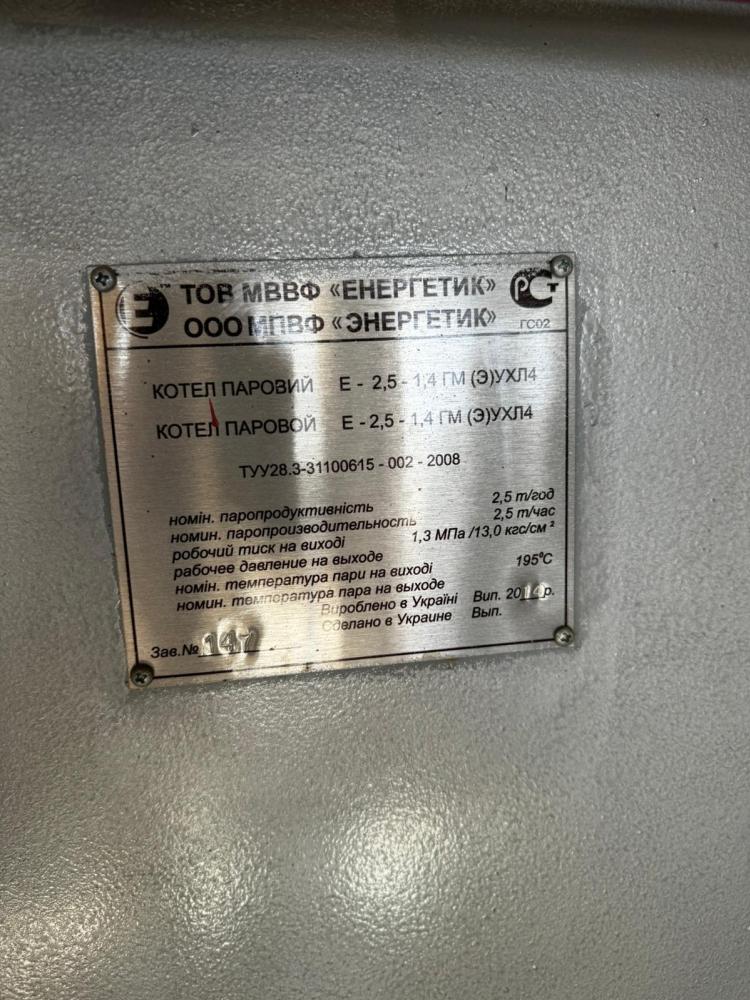 Е ТОВ МВВФ «ЕНЕРГЕТИК» РСТ
ООО МПВФ «ЭНЕРГЕТИК» ГС02
КОТЕЛ ПАРОВИЙ Е - 2,5 - 1,4 ГМ (Э)УХЛ4
КОТЕЛ ПАРОВОЙ Е - 2,5 - 1,4 ГМ (Э)УХЛ4
ТУУ28.3-31100615 - 002 - 2008
номін. паропродуктивність 2,5 т/год
номин. паропроизводительность 2,5 т/час
робочий тиск на виході 1,3 МПа /13,0 кгс/см²
рабочее давление на выходе
номін. температура пари на виході 195°С
номин. температура пара на выходе
Вироблено в Україні Вип. 2014р.
Сделано в Украине Вып.
Зав.№ 147